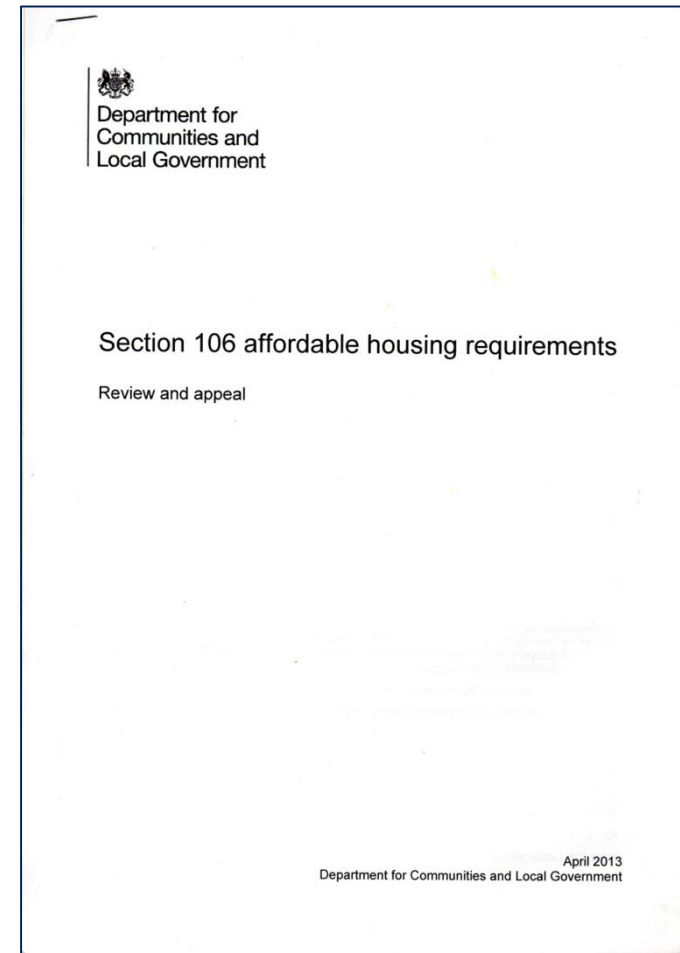 Department for
Communities and
Local Government
Section 106 affordable housing requirements
Review and appeal
April 2013
Department for Communities and Local Government